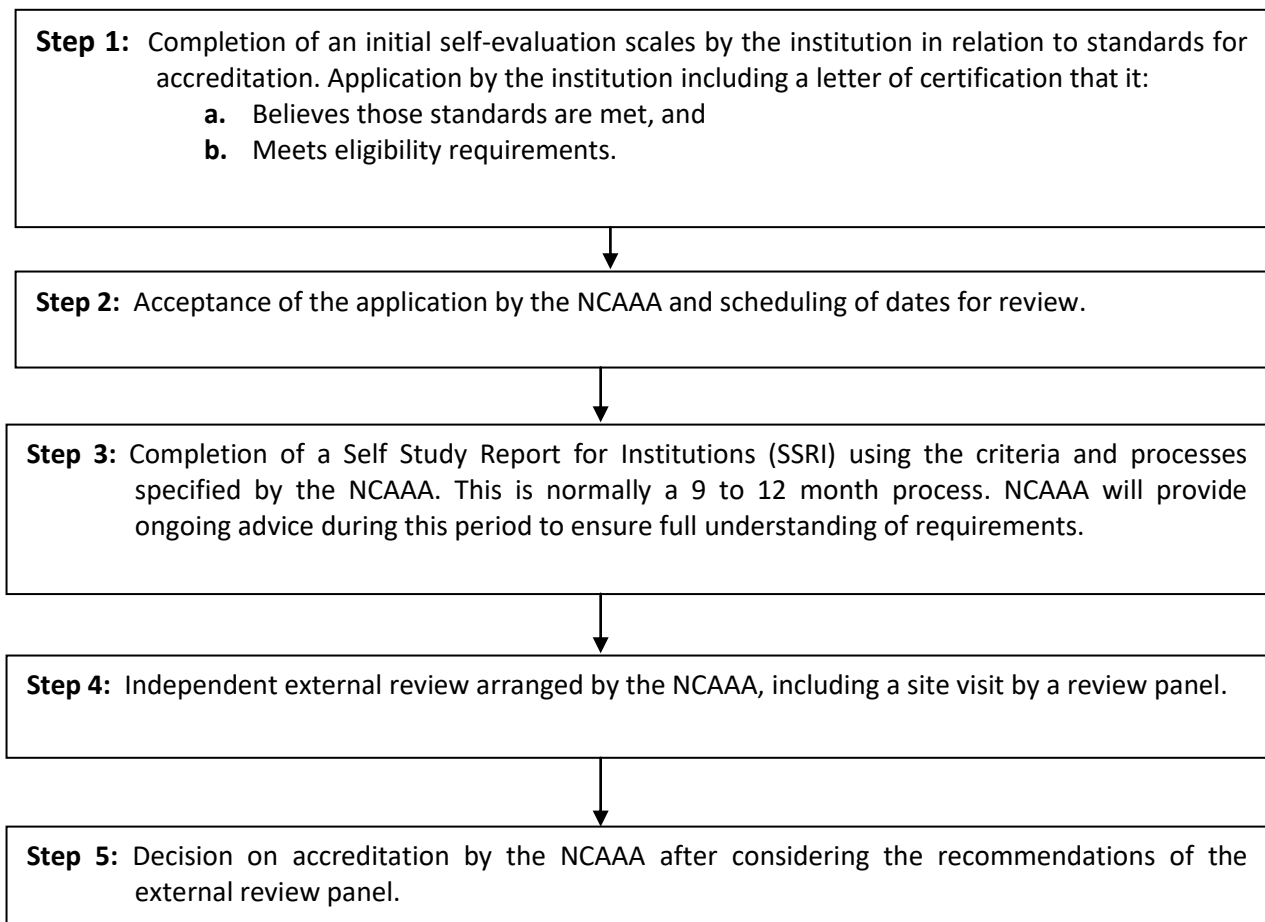 Step 1: Completion of an initial self-evaluation scales by the institution in relation to standards for
accreditation. Application by the institution including a letter of certification that it:
a. Believes those standards are met, and
b. Meets eligibility requirements.
Step 2: Acceptance of the application by the NCAAA and scheduling of dates for review.
Step 3: Completion of a Self Study Report for Institutions (SSRI) using the criteria and processes
specified by the NCAAA. This is normally a 9 to 12 month process. NCAAA will provide
ongoing advice during this period to ensure full understanding of requirements.
Step 4: Independent external review arranged by the NCAAA, including a site visit by a review panel.
Step 5: Decision on accreditation by the NCAAA after considering the recommendations of the
external review panel.